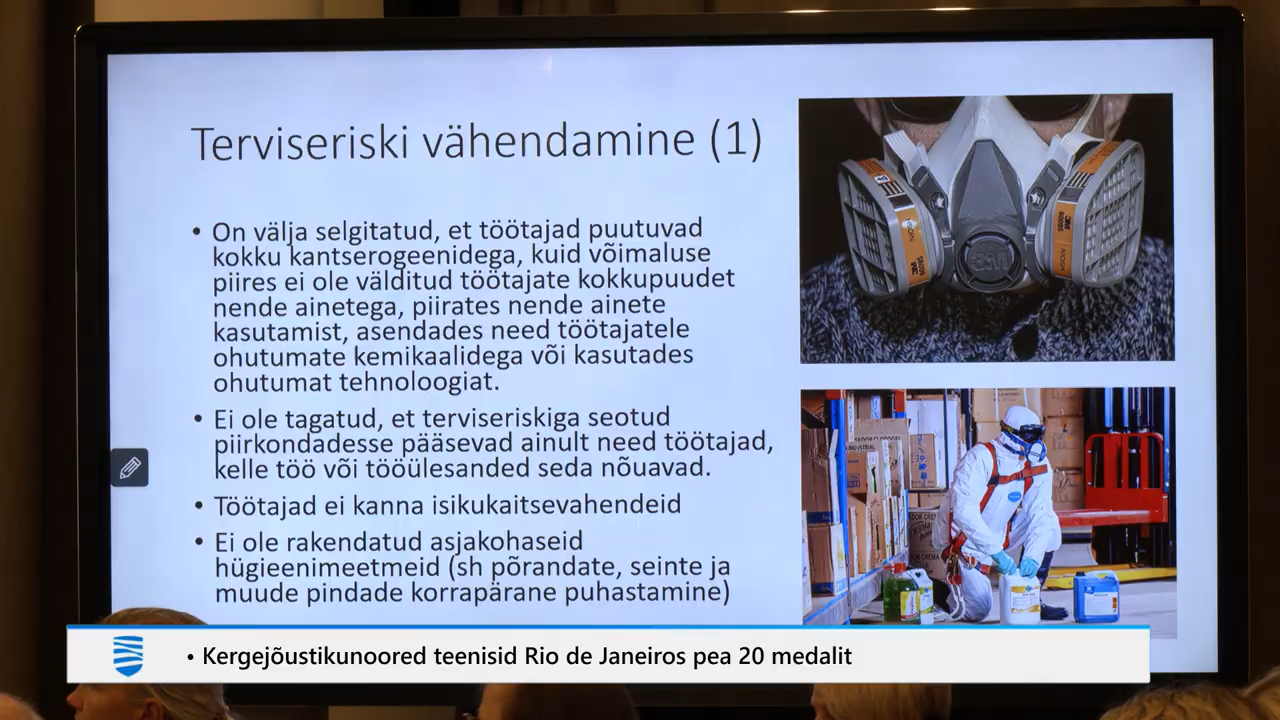 Terviseriski vähendamine (1)
• On välja selgitatud, et töötajad puutuvad
kokku kantserogeenidega, kuid võimaluse
piires ei ole välditud töötajate kokkupuudet
nende ainetega, piirates nende ainete
kasutamist, asendades need töötajatele
ohutumate kemikaalidega või kasutades
ohutumat tehnoloogiat.
• Ei ole tagatud, et terviseriskiga seotud
piirkondadesse pääsevad ainult need töötajad,
kelle töö või tööülesanded seda nõuavad.
• Töötajad ei kanna isikukaitsevahendeid
• Ei ole rakendatud asjakohaseid
hügieenimeetmeid (sh põrandate, seinte ja
muude pindade korrapärane puhastamine)
3M
3M
• Kergejõustikunoored teenisid Rio de Janeiros pea 20 medalit